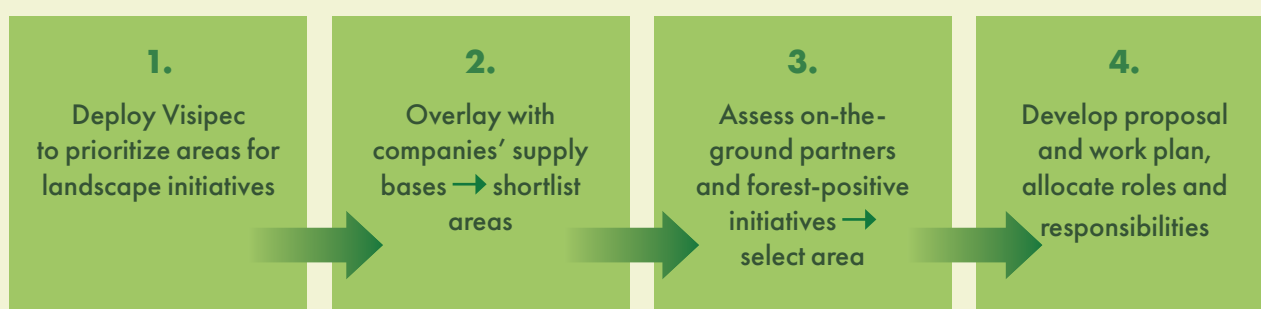 1.
Deploy Visipec
to prioritize areas for
landscape initiatives
2.
Overlay with
companies’ supply
bases → shortlist
areas
3.
Assess on-the-
ground partners
and forest-positive
initiatives →
select area
4.
Develop proposal
and work plan,
allocate roles and
responsibilities